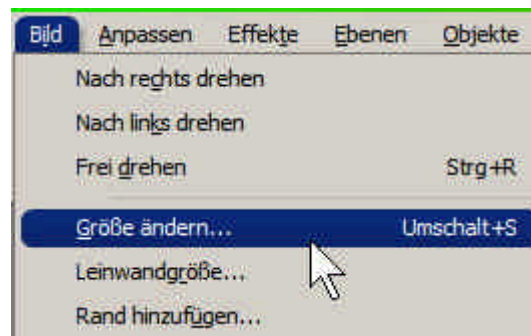 Bild Anpassen Effekte Ebenen Objekte
Nach rechts drehen
Nach links drehen
Frei drehen Strg+R
Größe ändern... Umschalt+S
Leinwandgröße...
Rand hinzufügen...